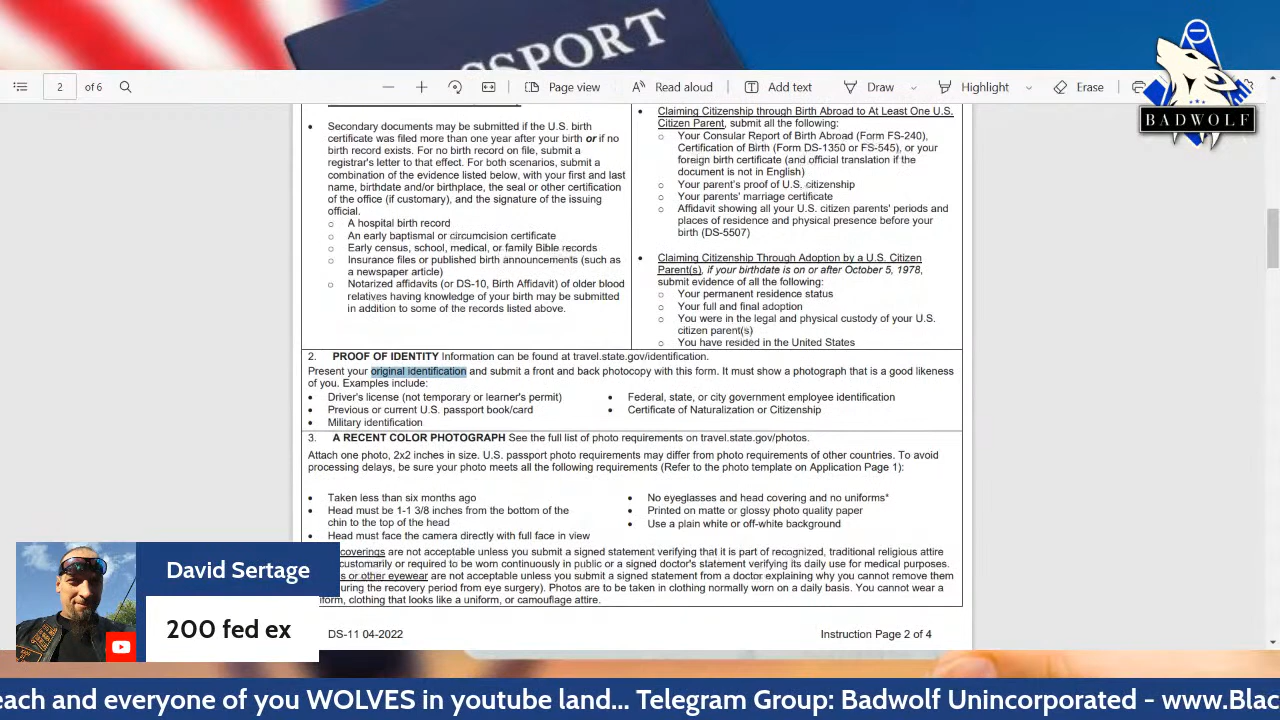 SPORT
BADWOLF
2 of 6
Page view
Read aloud
Add text
Draw
Highlight
Erase
• Secondary documents may be submitted if the U.S. birth
certificate was filed more than one year after your birth or if no
birth record exists. For no birth record on file, submit a
registrar's letter to that effect. For both scenarios, submit a
combination of the evidence listed below, with your first and last
name, birthdate and/or birthplace, the seal or other certification
of the office (if customary), and the signature of the issuing
official.
○ A hospital birth record
○ An early baptismal or circumcision certificate
○ Early census, school, medical, or family Bible records
○ Insurance files or published birth announcements (such as
a newspaper article)
○ Notarized affidavits (or DS-10, Birth Affidavit) of older blood
relatives having knowledge of your birth may be submitted
in addition to some of the records listed above.
• Claiming Citizenship through Birth Abroad to At Least One U.S.
Citizen Parent, submit all the following:
○ Your Consular Report of Birth Abroad (Form FS-240),
Certification of Birth (Form DS-1350 or FS-545), or your
foreign birth certificate (and official translation if the
document is not in English)
○ Your parent's proof of U.S. citizenship
○ Your parents' marriage certificate
○ Affidavit showing all your U.S. citizen parents' periods and
places of residence and physical presence before your
birth (DS-5507)
• Claiming Citizenship Through Adoption by a U.S. Citizen
Parent(s), if your birthdate is on or after October 5, 1978,
submit evidence of all the following:
○ Your permanent residence status
○ Your full and final adoption
○ You were in the legal and physical custody of your U.S.
citizen parent(s)
○ You have resided in the United States
2. PROOF OF IDENTITY Information can be found at travel.state.gov/identification.
Present your original identification and submit a front and back photocopy with this form. It must show a photograph that is a good likeness
of you. Examples include:
• Driver's license (not temporary or learner's permit)
• Previous or current U.S. passport book/card
• Military identification
• Federal, state, or city government employee identification
• Certificate of Naturalization or Citizenship
3. A RECENT COLOR PHOTOGRAPH See the full list of photo requirements on travel.state.gov/photos.
Attach one photo, 2x2 inches in size. U.S. passport photo requirements may differ from photo requirements of other countries. To avoid
processing delays, be sure your photo meets all the following requirements (Refer to the photo template on Application Page 1):
• Taken less than six months ago
• Head must be 1-1 3/8 inches from the bottom of the
chin to the top of the head
• Head must face the camera directly with full face in view
• No eyeglasses and head covering and no uniforms*
• Printed on matte or glossy photo quality paper
• Use a plain white or off-white background
coverings are not acceptable unless you submit a signed statement verifying that it is part of recognized, traditional religious attire
customarily or required to be worn continuously in public or a signed doctor's statement verifying its daily use for medical purposes.
s or other eyewear are not acceptable unless you submit a signed statement from a doctor explaining why you cannot remove them
uring the recovery period from eye surgery). Photos are to be taken in clothing normally worn on a daily basis. You cannot wear a
form, clothing that looks like a uniform, or camouflage attire.
DS-11 04-2022
Instruction Page 2 of 4
David Sertage
200 fed ex
each and everyone of you WOLVES in youtube land... Telegram Group: Badwolf Unincorporated - www.Blac